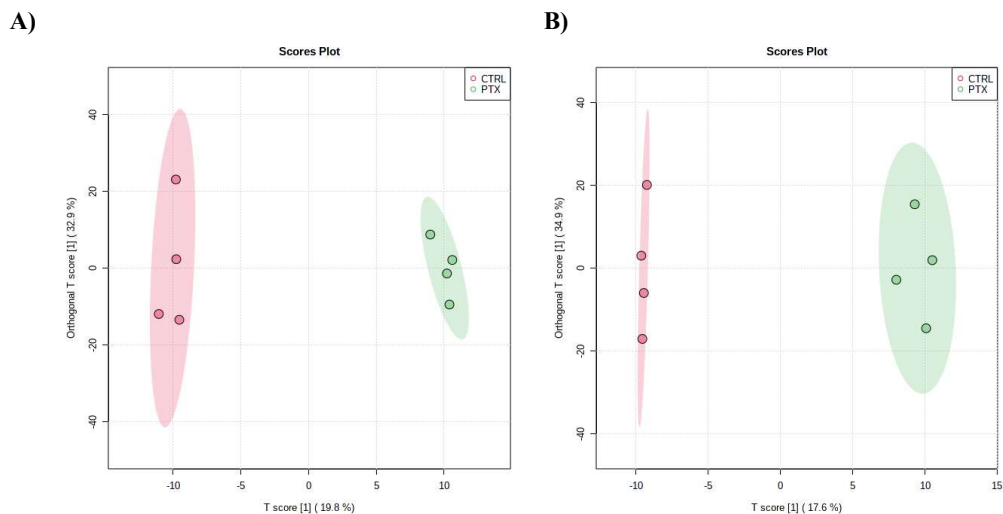 A)
Scores Plot
CTRL
PTX
Orthogonal T score [1] ( 32.9 %)
40
20
0
-20
-40
-10
-5
0
5
10
T score [1] ( 19.8 %)
B)
Scores Plot
CTRL
PTX
Orthogonal T score [1] ( 34.9 %)
40
20
0
-20
-40
-10
-5
0
5
10
15
T score [1] ( 17.6 %)